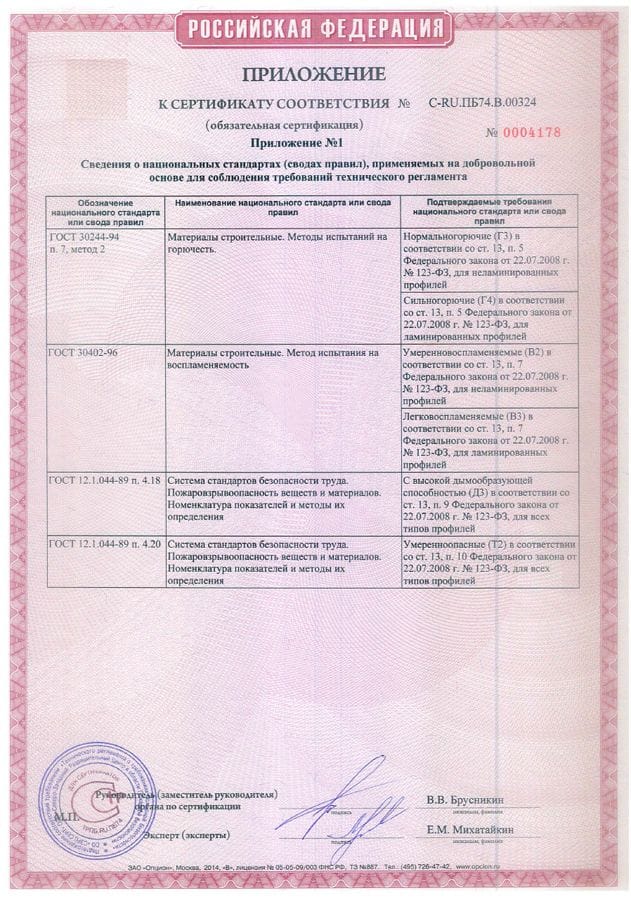 РОССИЙСКАЯ ФЕДЕРАЦИЯ
ПРИЛОЖЕНИЕ
К СЕРТИФИКАТУ СООТВЕТСТВИЯ № C-RU.ПБ74.В.00324
(обязательная сертификация)
№ 0004178
Приложение №1
Сведения о национальных стандартах (сводах правил), применяемых на добровольной
основе для соблюдения требований технического регламента
Обозначение
национального стандарта
или свода правил
Наименование национального стандарта или свода
правил
Подтверждаемые требования
национального стандарта или свода
правил
ГОСТ 30244-94
п. 7, метод 2
Материалы строительные. Методы испытаний на
горючесть.
Нормальногорючие (Г3) в
соответствии со ст. 13, п. 5
Федерального закона от 22.07.2008 г.
№ 123-ФЗ, для неламинированных
профилей
Сильногорючие (Г4) в соответствии
со ст. 13, п. 5 Федерального закона от
22.07.2008 г. № 123-ФЗ, для
ламинированных профилей
ГОСТ 30402-96
Материалы строительные. Метод испытания на
воспламеняемость
Умеренновоспламеняемые (В2) в
соответствии со ст. 13, п. 7
Федерального закона от 22.07.2008 г.
№ 123-ФЗ, для неламинированных
профилей
Легковоспламеняемые (В3) в
соответствии со ст. 13, п. 7
Федерального закона от 22.07.2008 г.
№ 123-ФЗ, для ламинированных
профилей
ГОСТ 12.1.044-89 п. 4.18
Система стандартов безопасности труда.
Пожаровзрывоопасность веществ и материалов.
Номенклатура показателей и методы их
определения
С высокой дымообразующей
способностью (Д3) в соответствии со
ст. 13, п. 9 Федерального закона от
22.07.2008 г. № 123-ФЗ, для всех
типов профилей
ГОСТ 12.1.044-89 п. 4.20
Система стандартов безопасности труда.
Пожаровзрывоопасность веществ и материалов.
Номенклатура показателей и методы их
определения
Умеренноопасные (Т2) в соответствии
со ст. 13, п. 10 Федерального закона от
22.07.2008 г. № 123-ФЗ, для всех
типов профилей
Руководитель (заместитель руководителя)
органа по сертификации
подпись
В.В. Брусникин
инициалы, фамилия
М.П.
Эксперт (эксперты)
подпись
Е.М. Михатайкин
инициалы, фамилия
ДЛЯ СЕРТИФИКАТОВ
ТРПБ.RU.ПБ74
ЗАО «Опцион», Москва, 2014, «В», лицензия № 05-05-09/003 ФНС РФ, ТЗ №887. Тел.: (495) 726-47-42, www.opcion.ru